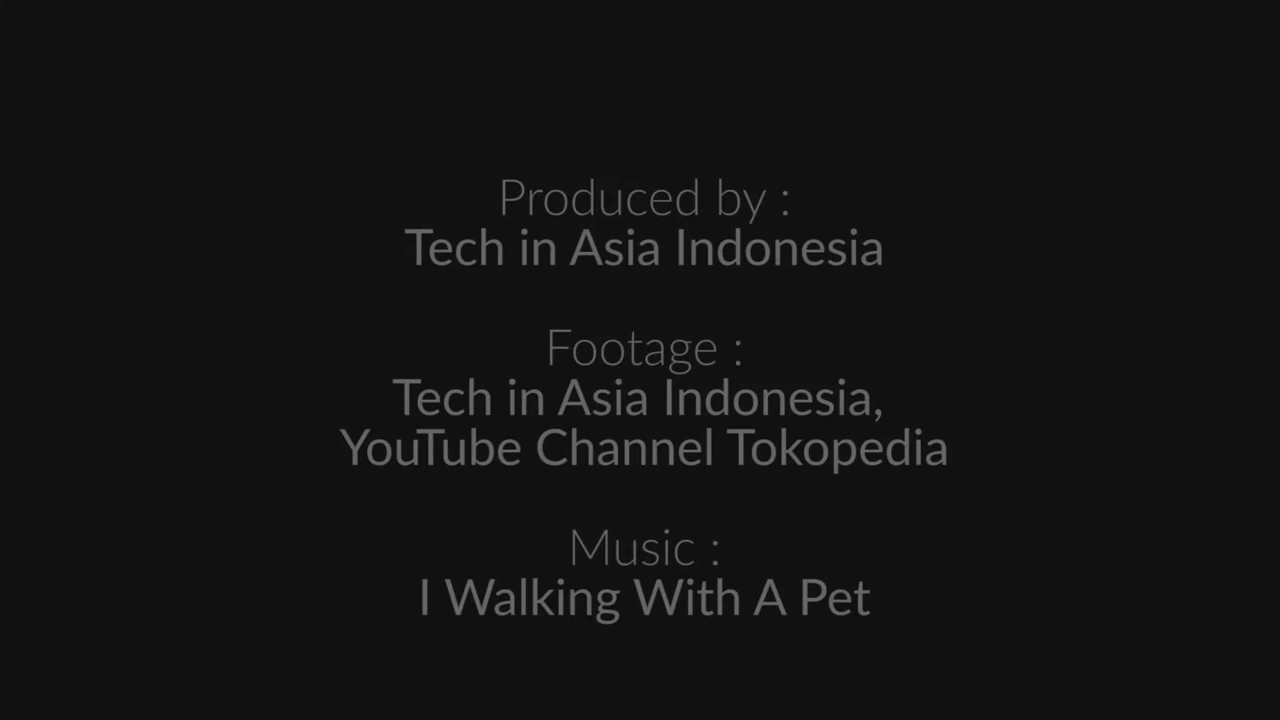 Produced by :
Tech in Asia Indonesia
Footage :
Tech in Asia Indonesia,
YouTube Channel Tokopedia
Music :
I Walking With A Pet